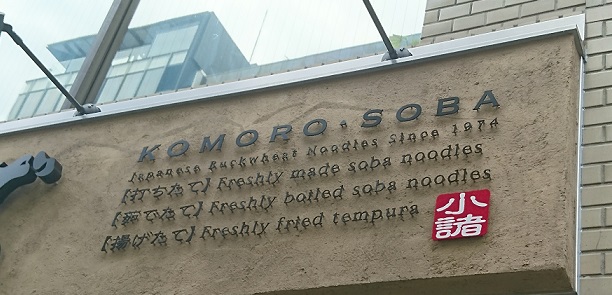 KOMORO・SOBA
Japanese Buckwheat Noodles Since 1974
【打ちたて】Freshly made soba noodles
【茹でたて】Freshly boiled soba noodles
【揚げたて】Freshly fried tempura
小諸